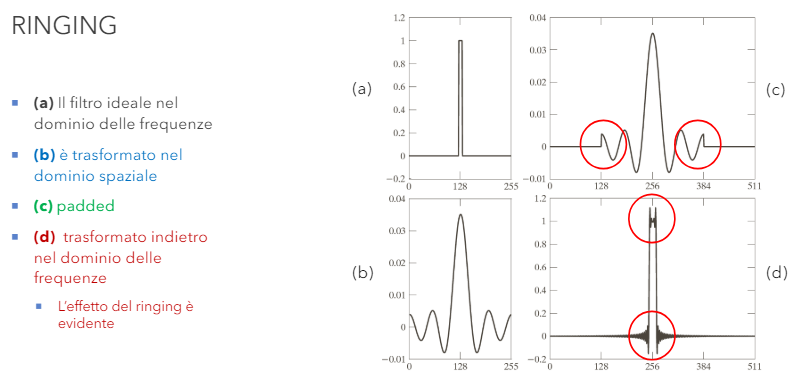 RINGING
(a) Il filtro ideale nel
dominio delle frequenze
(b) è trasformato nel
dominio spaziale
(c) padded
(d) trasformato indietro
nel dominio delle
frequenze
L'effetto del ringing è
evidente
(a)
1.2
1
0.8
0.6
0.4
0.2
0
−0.2
0
128
255
(c)
0.04
0.03
0.02
0.01
0
−0.01
0
128
256
384
511
(b)
0.04
0.03
0.02
0.01
0
−0.01
0
128
255
(d)
1.2
1
0.8
0.6
0.4
0.2
0
−0.2
0
128
256
384
511